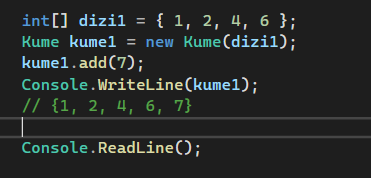 int[] dizi1 = { 1, 2, 4, 6 };
Kume kume1 = new Kume(dizi1);
kume1.add(7);
Console.WriteLine(kume1);
// {1, 2, 4, 6, 7}
Console.ReadLine();